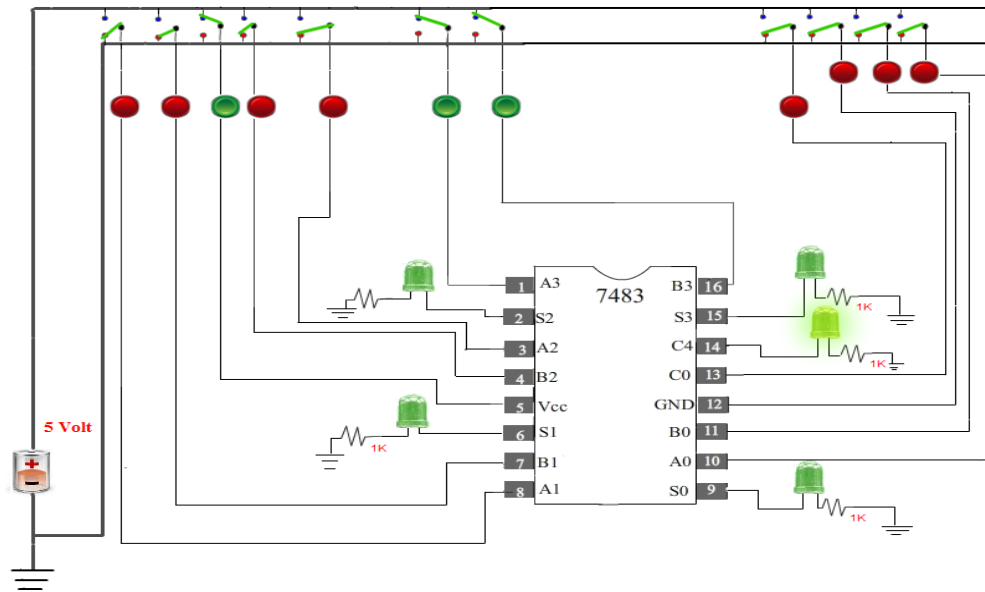 7483
1 A3
2 S2
3 A2
4 B2
5 Vcc
6 S1
7 B1
8 A1
B3 16
S3 15
C4 14
C0 13
GND 12
B0 11
A0 10
S0 9
1K
1K
1K
1K
5 Volt
+
-